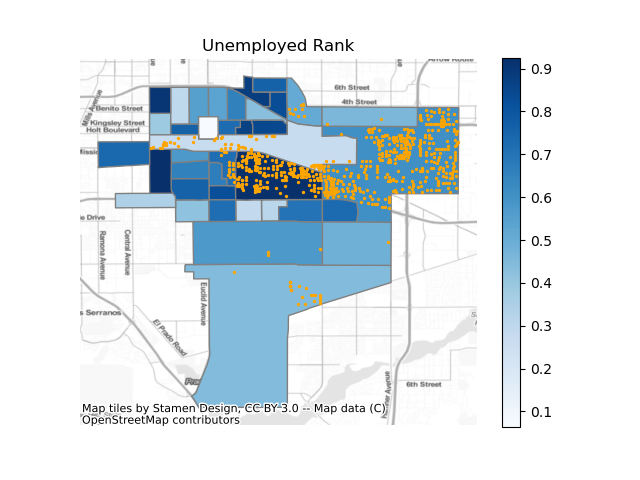 Unemployed Rank
Arrow Route
6th Street
4th Street
Benito Street
Kingsley Street
Holt Boulevard
Mills Avenue
Missio
e Drive
Ramona Avenue
Central Avenue
Euclid Avenue
s Serranos
El Prado Road
6th Street
Map tiles by Stamen Design, CC BY 3.0 -- Map data (C)
OpenStreetMap contributors
0.9
0.8
0.7
0.6
0.5
0.4
0.3
0.2
0.1